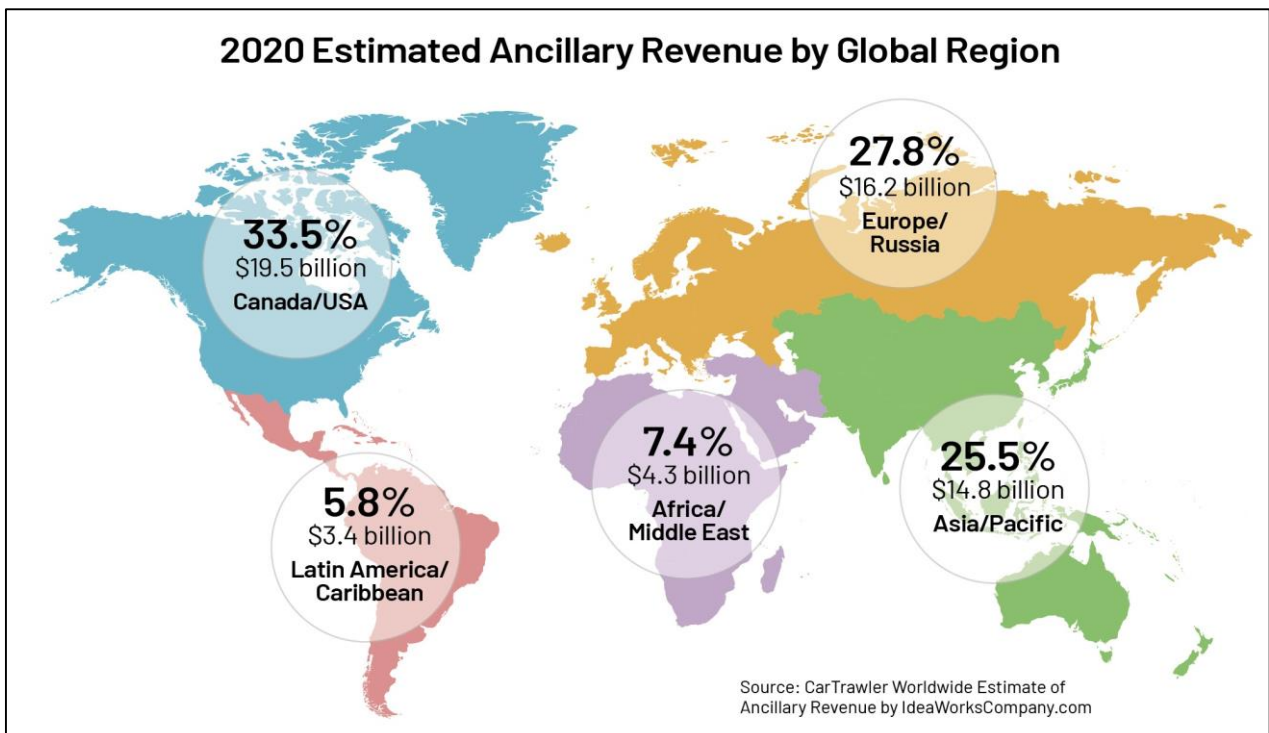 2020 Estimated Ancillary Revenue by Global Region
33.5%
$19.5 billion
Canada/USA
27.8%
$16.2 billion
Europe/
Russia
5.8%
$3.4 billion
Latin America/
Caribbean
7.4%
$4.3 billion
Africa/
Middle East
25.5%
$14.8 billion
Asia/Pacific
Source: CarTrawler Worldwide Estimate of
Ancillary Revenue by IdeaWorksCompany.com